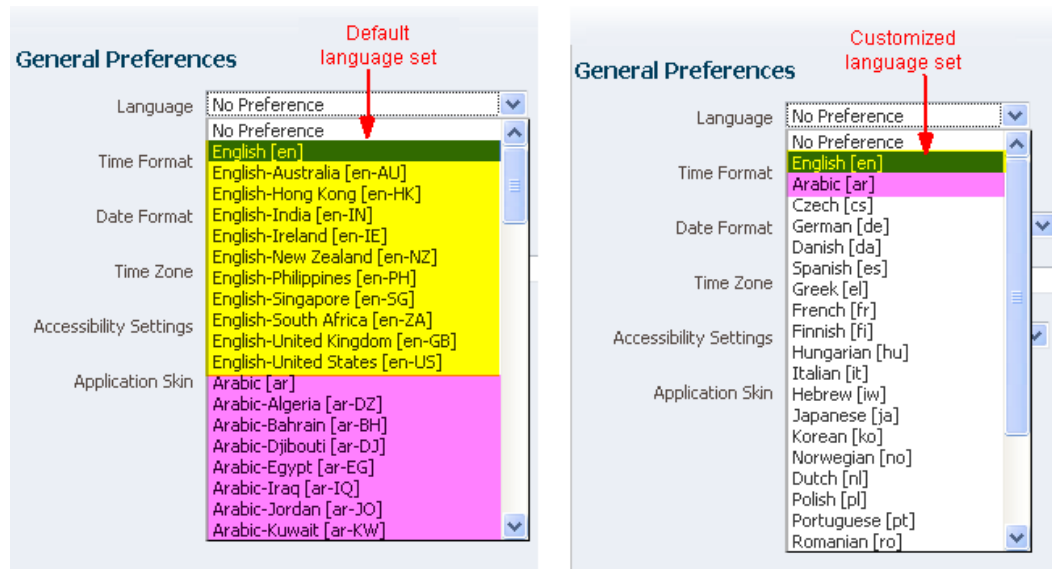 Default
language set
General Preferences
Language
No Preference
No Preference
English [en]
English-Australia [en-AU]
English-Hong Kong [en-HK]
English-India [en-IN]
English-Ireland [en-IE]
English-New Zealand [en-NZ]
English-Philippines [en-PH]
English-Singapore [en-SG]
English-South Africa [en-ZA]
English-United Kingdom [en-GB]
English-United States [en-US]
Arabic [ar]
Arabic-Algeria [ar-DZ]
Arabic-Bahrain [ar-BH]
Arabic-Djibouti [ar-DJ]
Arabic-Egypt [ar-EG]
Arabic-Iraq [ar-IQ]
Arabic-Jordan [ar-JO]
Arabic-Kuwait [ar-KW]
Time Format
Date Format
Time Zone
Accessibility Settings
Application Skin
Customized
language set
General Preferences
Language
No Preference
No Preference
English [en]
Arabic [ar]
Czech [cs]
German [de]
Danish [da]
Spanish [es]
Greek [el]
French [fr]
Finnish [fi]
Hungarian [hu]
Italian [it]
Hebrew [iw]
Japanese [ja]
Korean [ko]
Norwegian [no]
Dutch [nl]
Polish [pl]
Portuguese [pt]
Romanian [ro]
Time Format
Date Format
Time Zone
Accessibility Settings
Application Skin